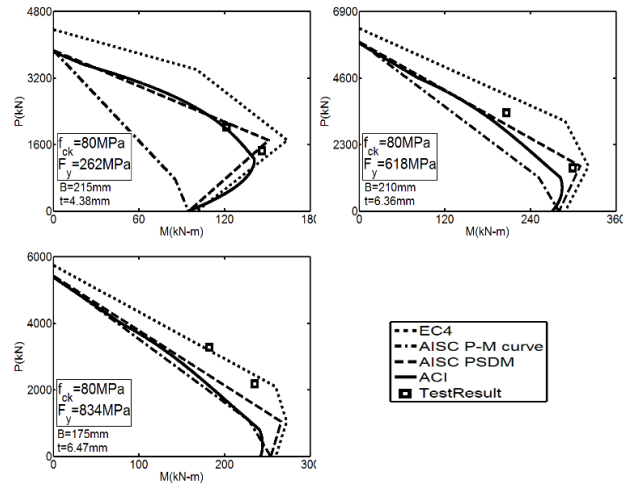 4800
3200
1600
0
P(kN)
f_ck=80MPa
F_y=262MPa
B=215mm
t=4.38mm
0 60 120 180
M(kN-m)
6900
4600
2300
0
P(kN)
f_ck=80MPa
F_y=618MPa
B=210mm
t=6.36mm
0 120 240 360
M(kN-m)
6000
4000
2000
0
P(kN)
f_ck=80MPa
F_y=834MPa
B=175mm
t=6.47mm
0 100 200 300
M(kN-m)
EC4
AISC P-M curve
AISC PSDM
ACI
TestResult